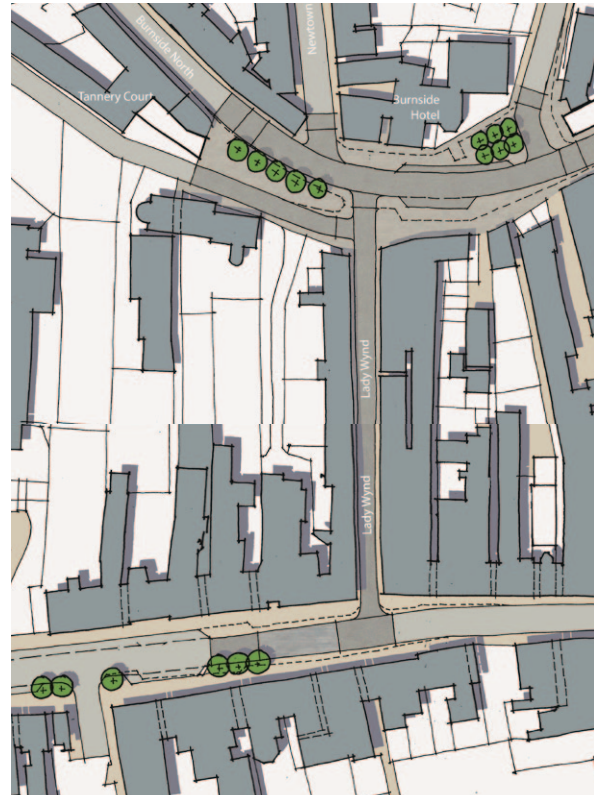 Burnside North
Newtown
Tannery Court
Burnside
Hotel
Lady Wynd
Lady Wynd